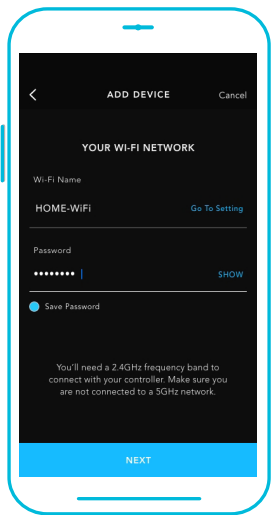 ADD DEVICE Cancel
YOUR WI-FI NETWORK
Wi-Fi Name
HOME-WiFi Go To Setting
Password
•••••••• SHOW
Save Password
You'll need a 2.4GHz frequency band to
connect with your controller. Make sure you
are not connected to a 5GHz network.
NEXT